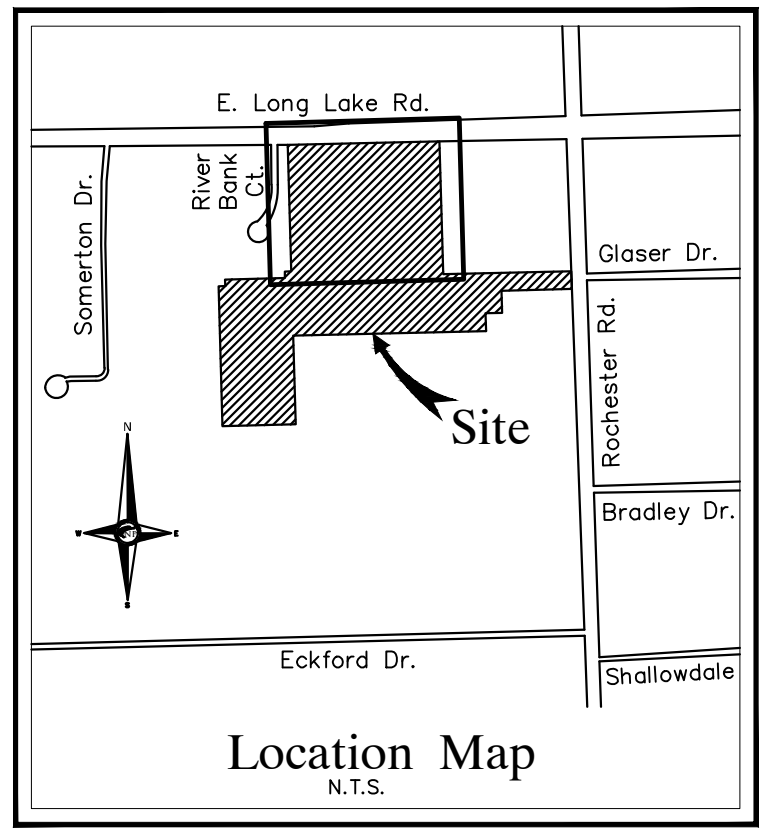 E. Long Lake Rd.
River
Bank
Ct.
Somerton Dr.
Glaser Dr.
Rochester Rd.
Site
N
W
E
S
Bradley Dr.
Eckford Dr.
Shallowdale
Location Map
N.T.S.